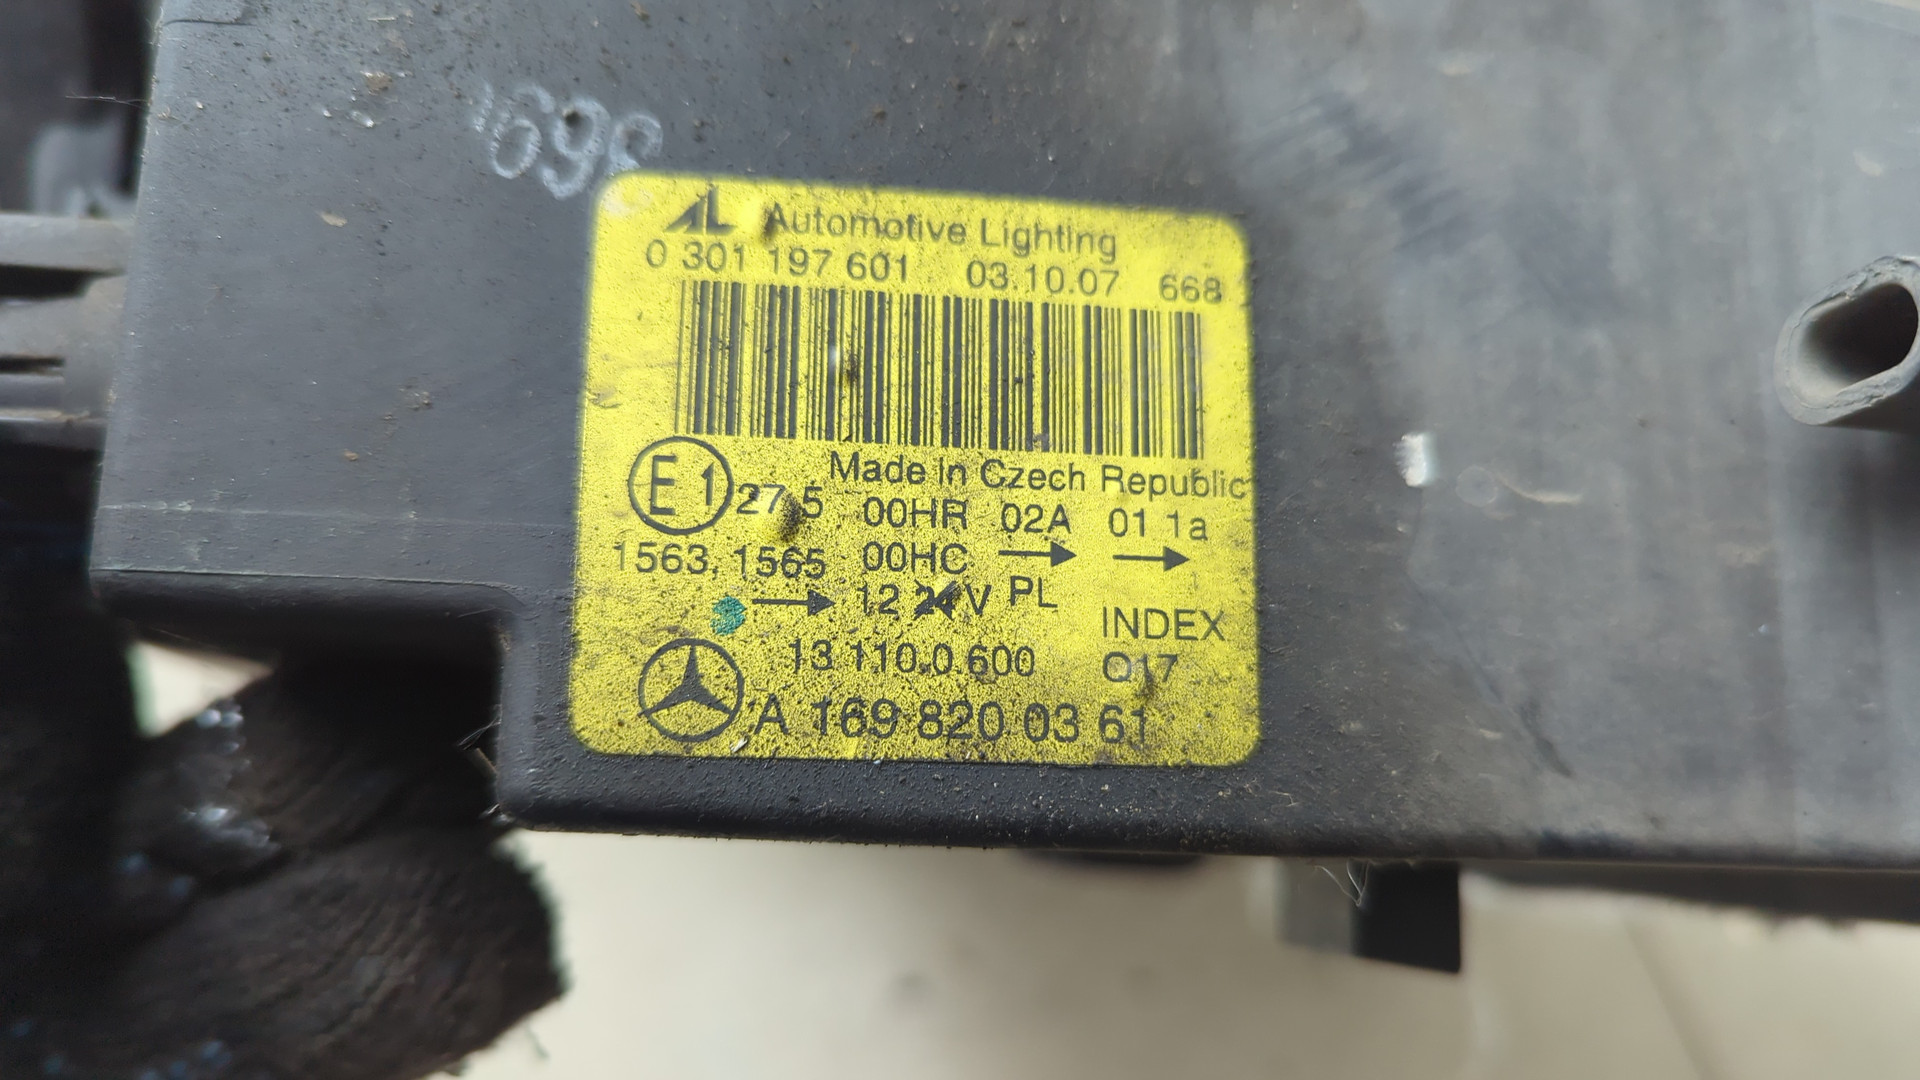 AL Automotive Lighting
0 301 197 601 03.10.07 668
Made in Czech Republic
E1 27,5 00HR 02A 01 1a
1563, 1565 00HC → →
→ 12 24V PL
INDEX
13 110.0.600 Q17
A 169 820 03 61